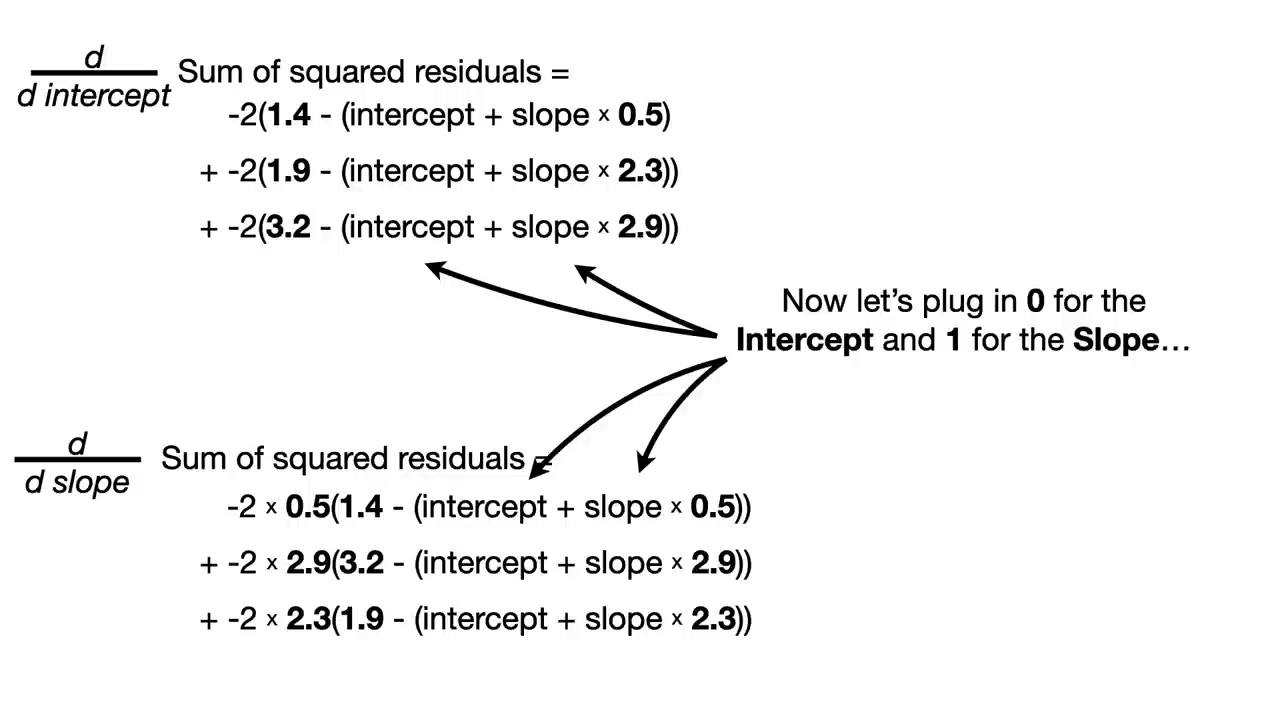 d
d intercept
Sum of squared residuals =
-2(1.4 - (intercept + slope × 0.5)
+ -2(1.9 - (intercept + slope × 2.3))
+ -2(3.2 - (intercept + slope × 2.9))
Now let’s plug in 0 for the
Intercept and 1 for the Slope…
d
d slope
Sum of squared residuals =
-2 × 0.5(1.4 - (intercept + slope × 0.5))
+ -2 × 2.9(3.2 - (intercept + slope × 2.9))
+ -2 × 2.3(1.9 - (intercept + slope × 2.3))